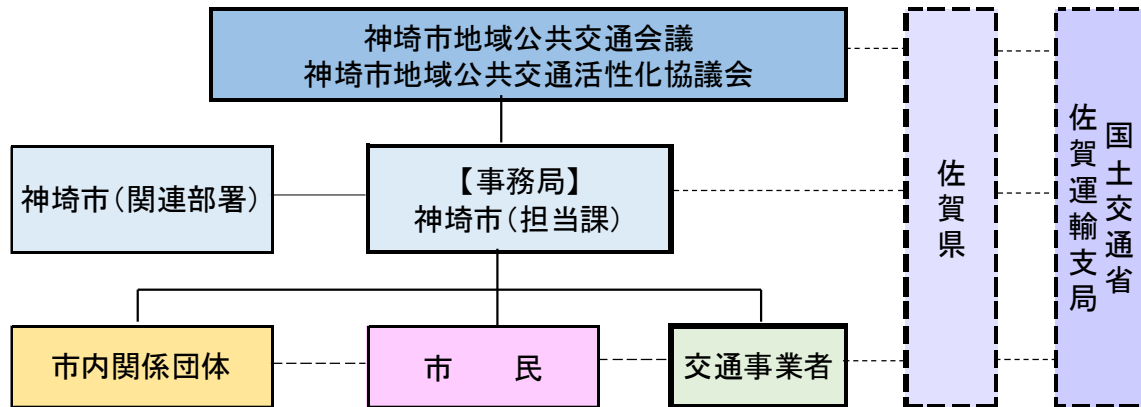 神埼市地域公共交通会議
神埼市地域公共交通活性化協議会
神埼市(関連部署)
【事務局】
神埼市(担当課)
市内関係団体
市　　民
交通事業者
佐賀県
国土交通省
佐賀運輸支局